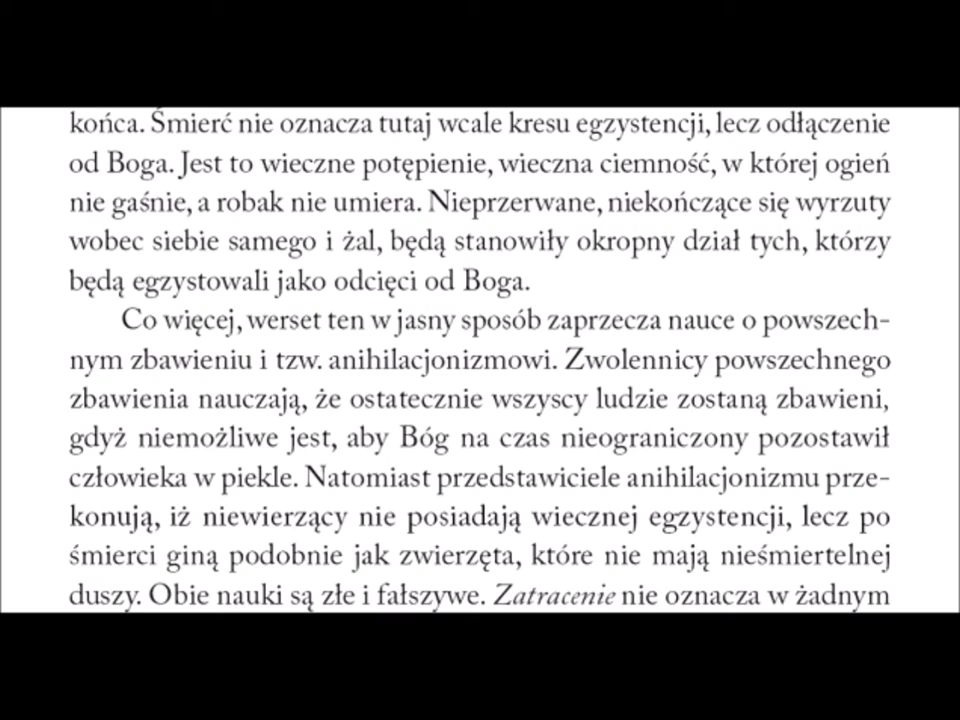 końca. Śmierć nie oznacza tutaj wcale kresu egzystencji, lecz odłączenie
od Boga. Jest to wieczne potępienie, wieczna ciemność, w której ogień
nie gaśnie, a robak nie umiera. Nieprzerwane, niekończące się wyrzuty
wobec siebie samego i żal, będą stanowiły okropny dział tych, którzy
będą egzystowali jako odcięci od Boga.
Co więcej, werset ten w jasny sposób zaprzecza nauce o powszech-
nym zbawieniu i tzw. anihilacjonizmowi. Zwolennicy powszechnego
zbawienia nauczają, że ostatecznie wszyscy ludzie zostaną zbawieni,
gdyż niemożliwe jest, aby Bóg na czas nieograniczony pozostawił
człowieka w piekle. Natomiast przedstawiciele anihilacjonizmu prze-
konują, iż niewierzący nie posiadają wiecznej egzystencji, lecz po
śmierci giną podobnie jak zwierzęta, które nie mają nieśmiertelnej
duszy. Obie nauki są złe i fałszywe. Zatracenie nie oznacza w żadnym